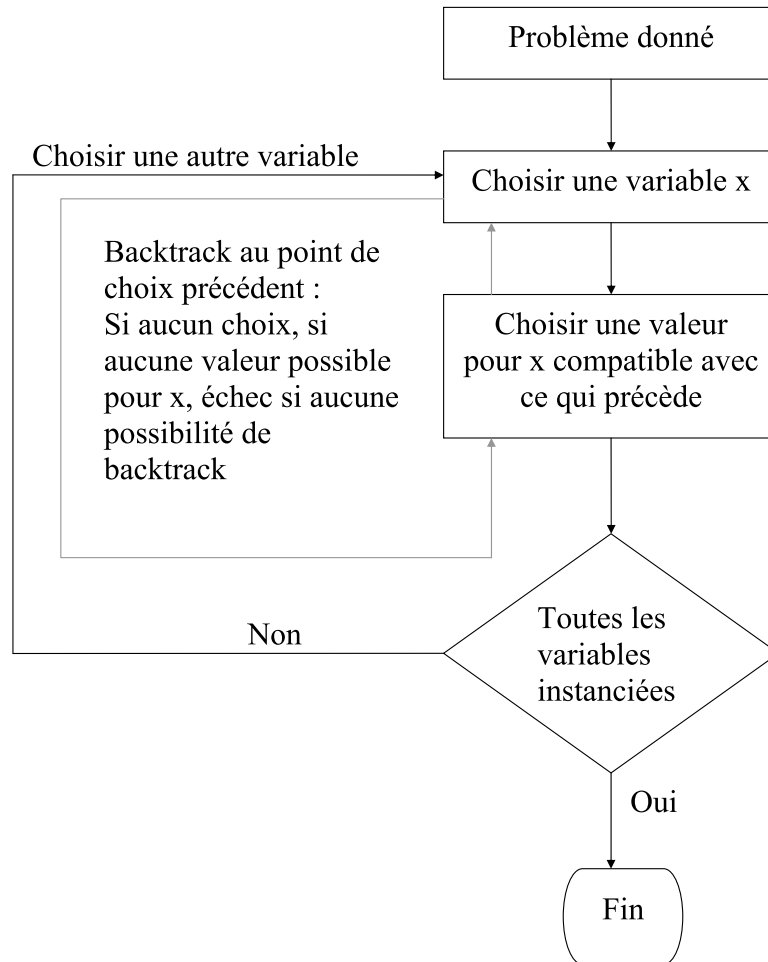 Problème donné
Choisir une autre variable
Choisir une variable x
Backtrack au point de
choix précédent :
Si aucun choix, si
aucune valeur possible
pour x, échec si aucune
possibilité de
backtrack
Choisir une valeur
pour x compatible avec
ce qui précède
Toutes les
variables
instanciées
Non
Oui
Fin